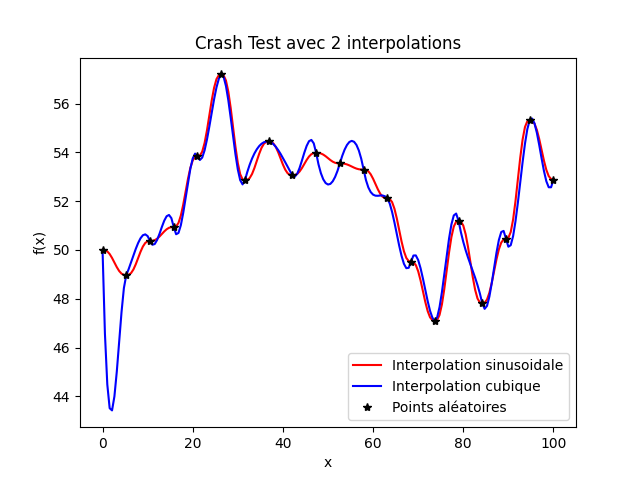 Crash Test avec 2 interpolations
56
54
52
50
48
46
44
f(x)
0
20
40
60
80
100
x
Interpolation sinusoidale
Interpolation cubique
Points aléatoires